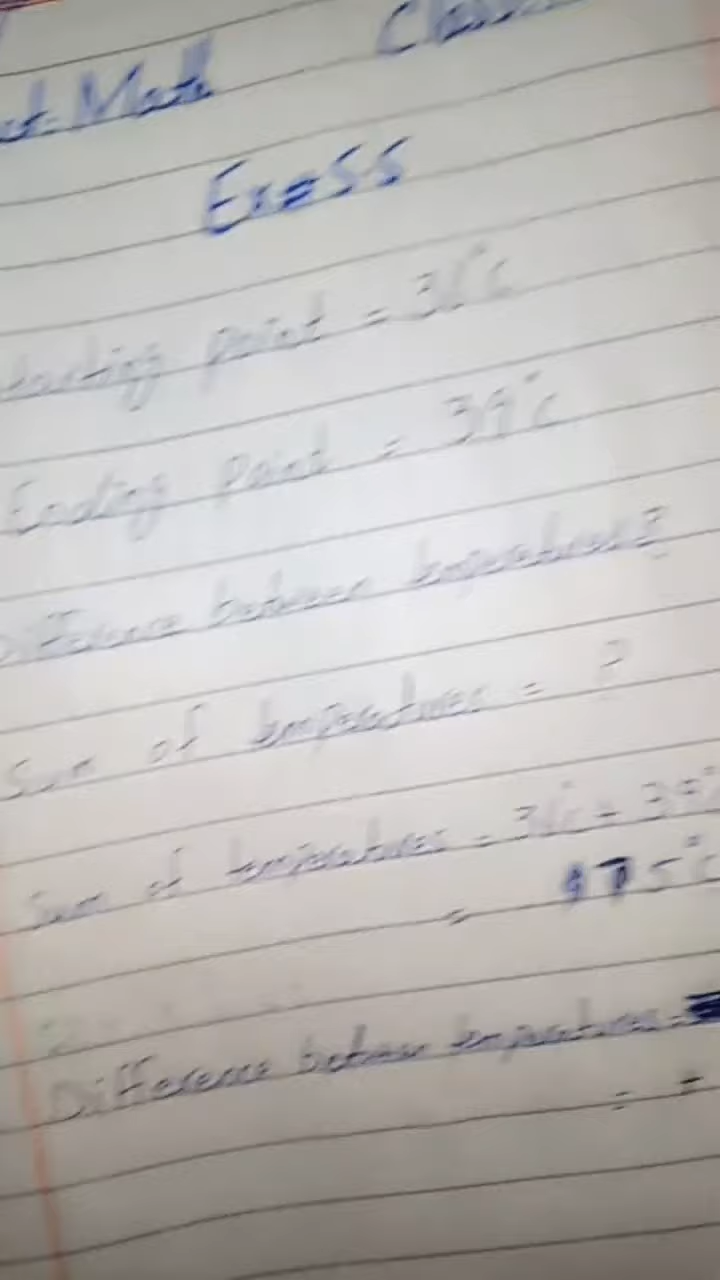 Math
Ex=55
Starting point = 36°c
Ending Point = 39°c
Difference between temperatures?
Sum of temperatures = ?
Sum of temperatures = 36°c + 39°c
= 75°c
Difference between temperatures =
= =